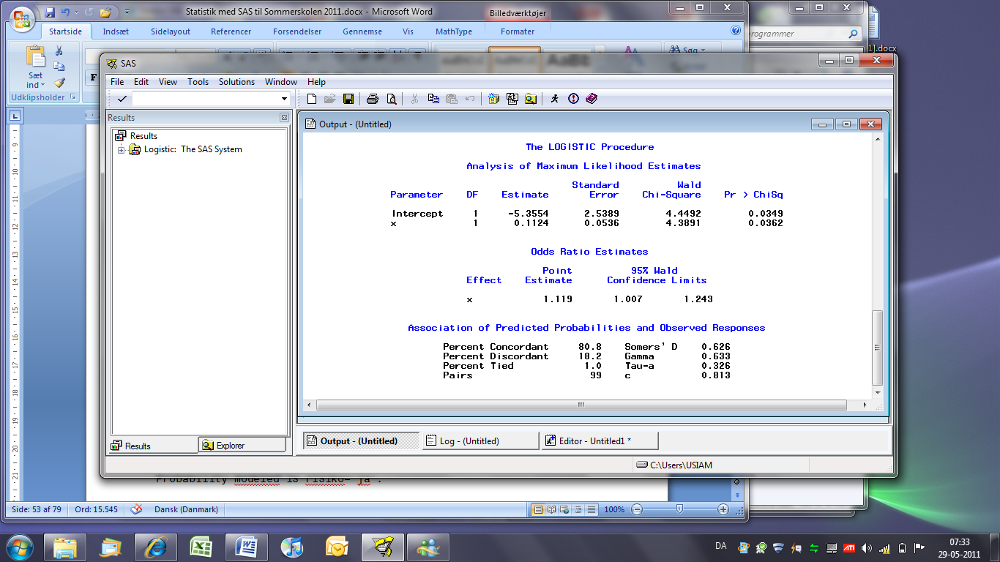 Statistik med SAS til Sommerskolen 2011.docx - Microsoft Word
Billedværktøjer
Startside Indsæt Sidelayout Referencer Forsendelser Gennemse Vis MathType Formater
programmer
Sæt ind
F
Søg
Udklipsholder
1].docx
SAS
File Edit View Tools Solutions Window Help
Results
Results
Logistic: The SAS System
Output - (Untitled)
The LOGISTIC Procedure
Analysis of Maximum Likelihood Estimates
Standard Wald
Parameter DF Estimate Error Chi-Square Pr > ChiSq
Intercept 1 -5.3554 2.5389 4.4492 0.0349
x 1 0.1124 0.0536 4.3891 0.0362
Odds Ratio Estimates
Point 95% Wald
Effect Estimate Confidence Limits
x 1.119 1.007 1.243
Association of Predicted Probabilities and Observed Responses
Percent Concordant 80.8 Somers' D 0.626
Percent Discordant 18.2 Gamma 0.633
Percent Tied 1.0 Tau-a 0.326
Pairs 99 c 0.813
Results Explorer
Output - (Untitled) Log - (Untitled) Editor - Untitled1 *
C:\Users\USIAM
Probability modeled is risiko='ja'.
Side: 53 af 79 Ord: 15.545 Dansk (Danmark) 100%
DA ATI 07:33
29-05-2011